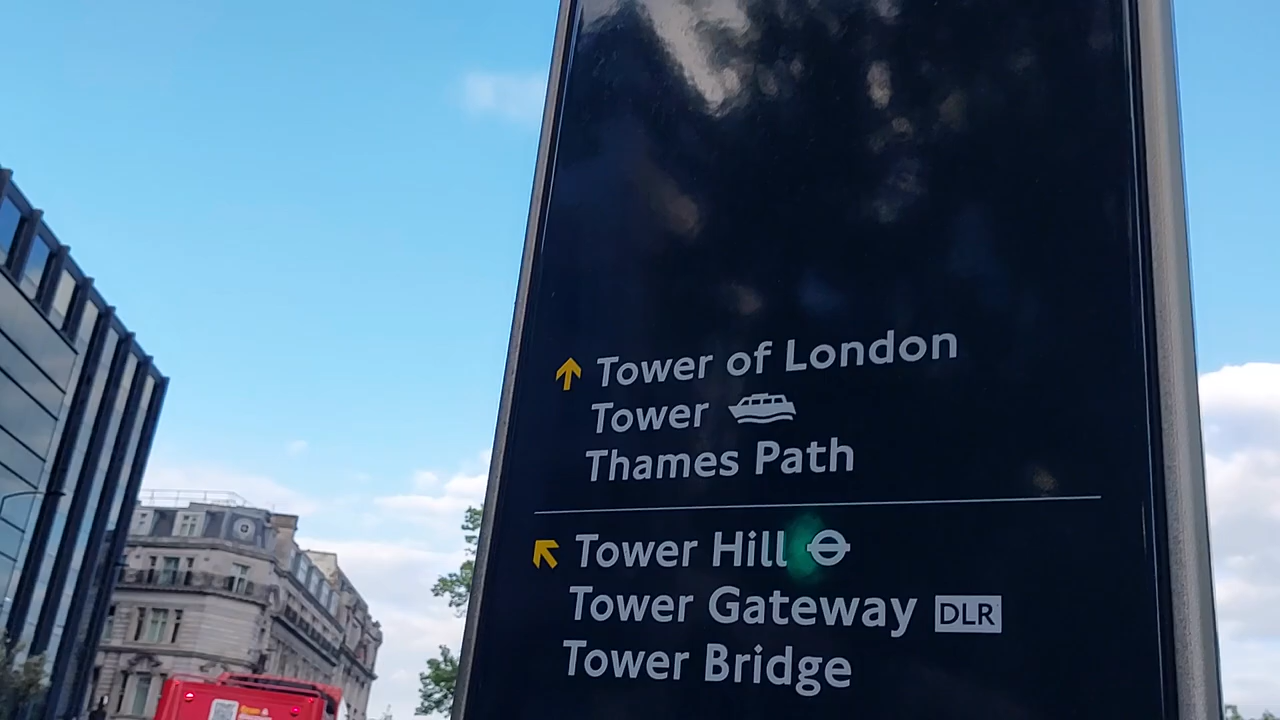 Tower of London
Tower
Thames Path
Tower Hill
Tower Gateway DLR
Tower Bridge